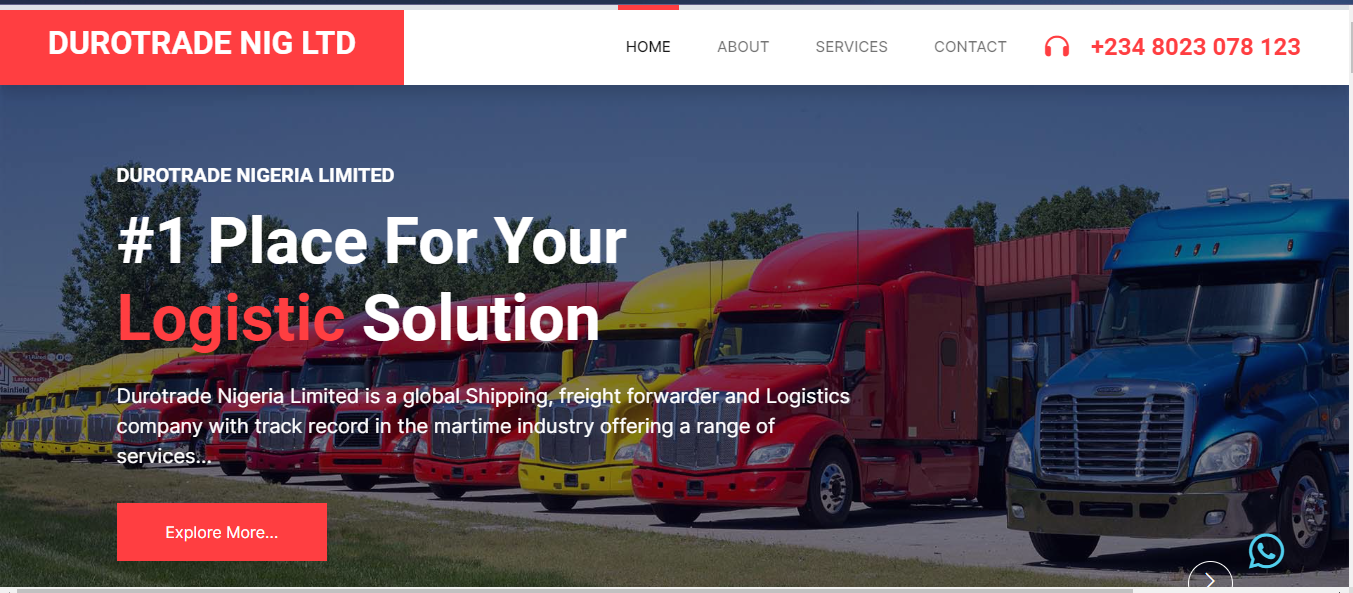 DUROTRADE NIG LTD
HOME ABOUT SERVICES CONTACT +234 8023 078 123
DUROTRADE NIGERIA LIMITED
#1 Place For Your
Logistic Solution
Durotrade Nigeria Limited is a global Shipping, freight forwarder and Logistics
company with track record in the martime industry offering a range of
services...
Explore More...